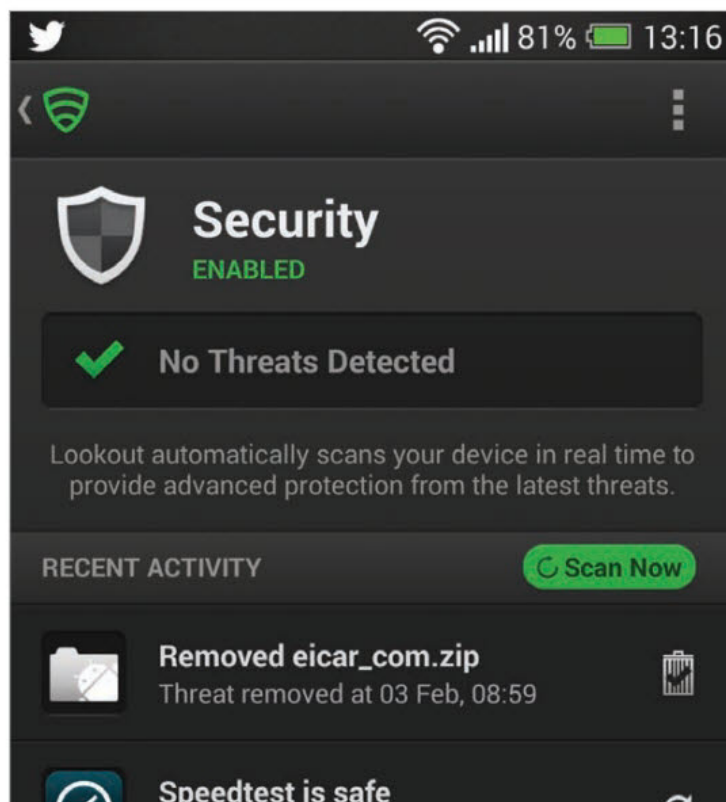 81% 13:16
Security
ENABLED
No Threats Detected
Lookout automatically scans your device in real time to
provide advanced protection from the latest threats.
RECENT ACTIVITY Scan Now
Removed eicar_com.zip
Threat removed at 03 Feb, 08:59
Speedtest is safe